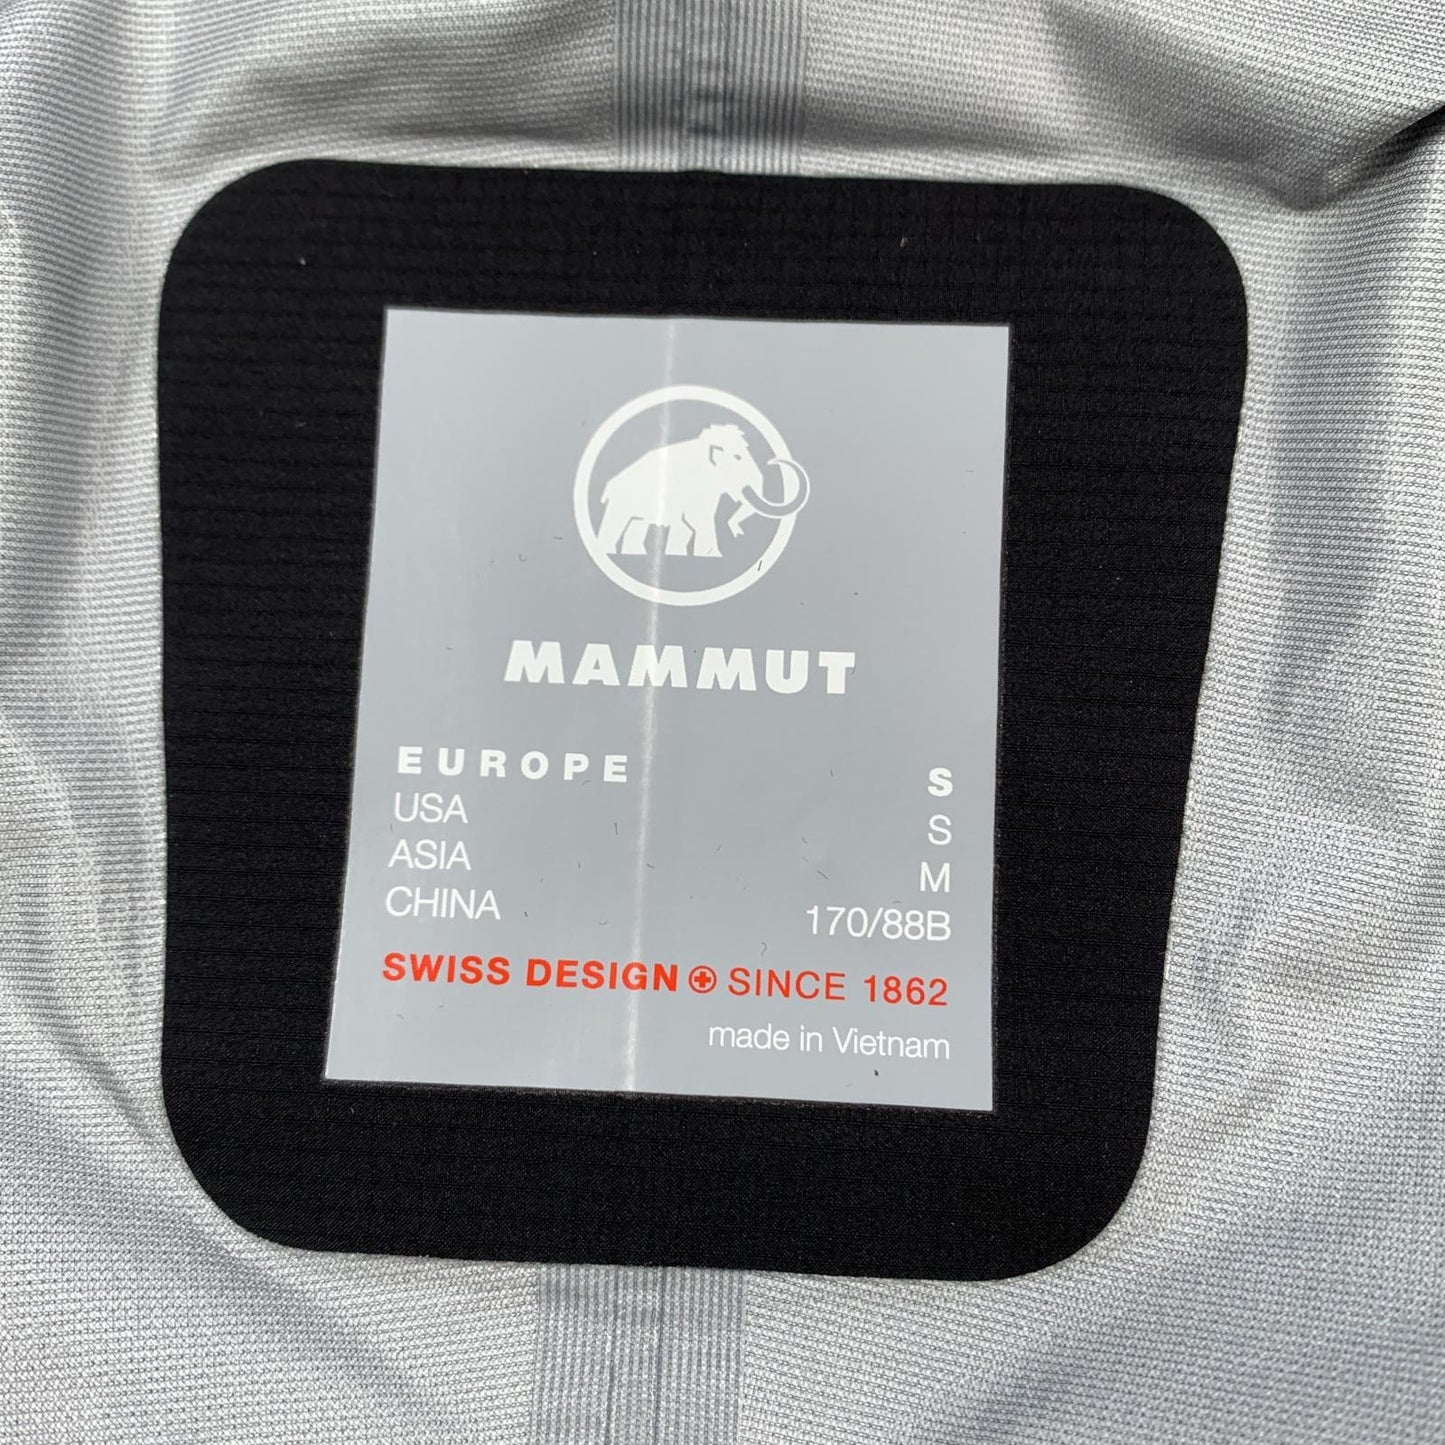 MAMMUT
EUROPE S
USA S
ASIA M
CHINA 170/88B
SWISS DESIGN SINCE 1862
made in Vietnam